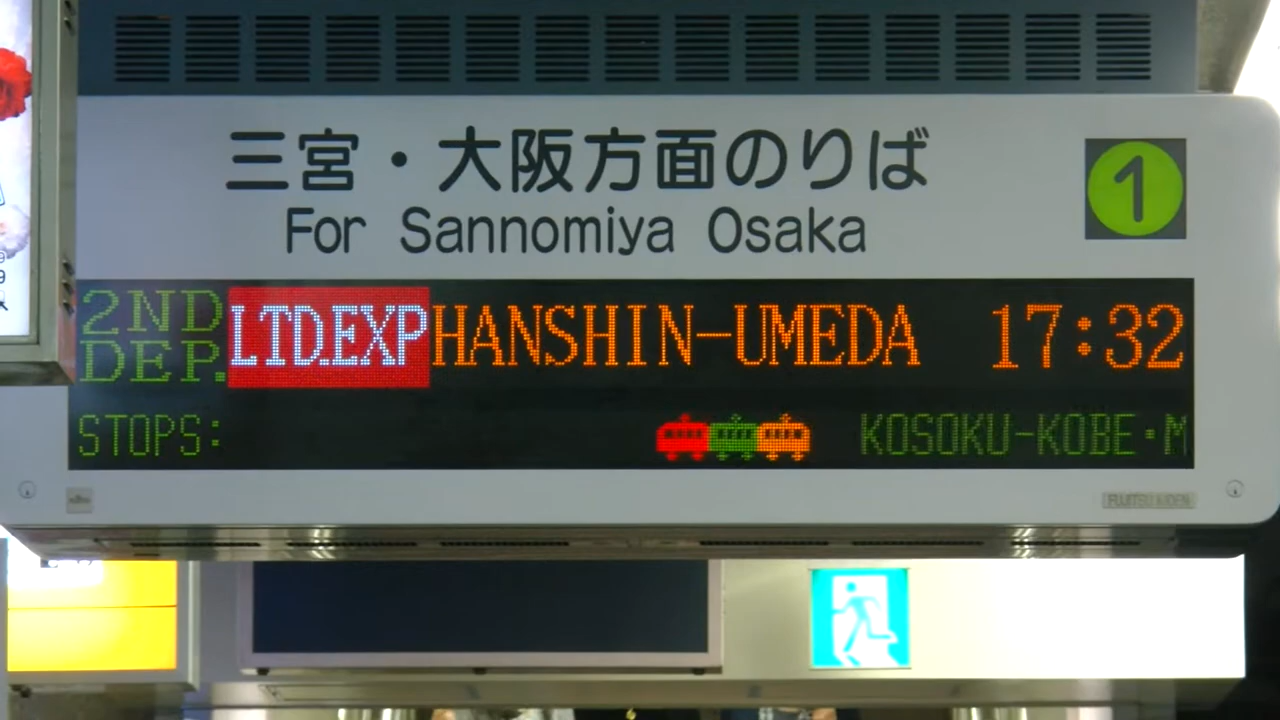 三宮・大阪方面のりば
For Sannomiya Osaka
1
2ND DEP. LTD.EXP HANSHIN-UMEDA 17:32
STOPS: KOSOKU-KOBE・M
FUJITSU